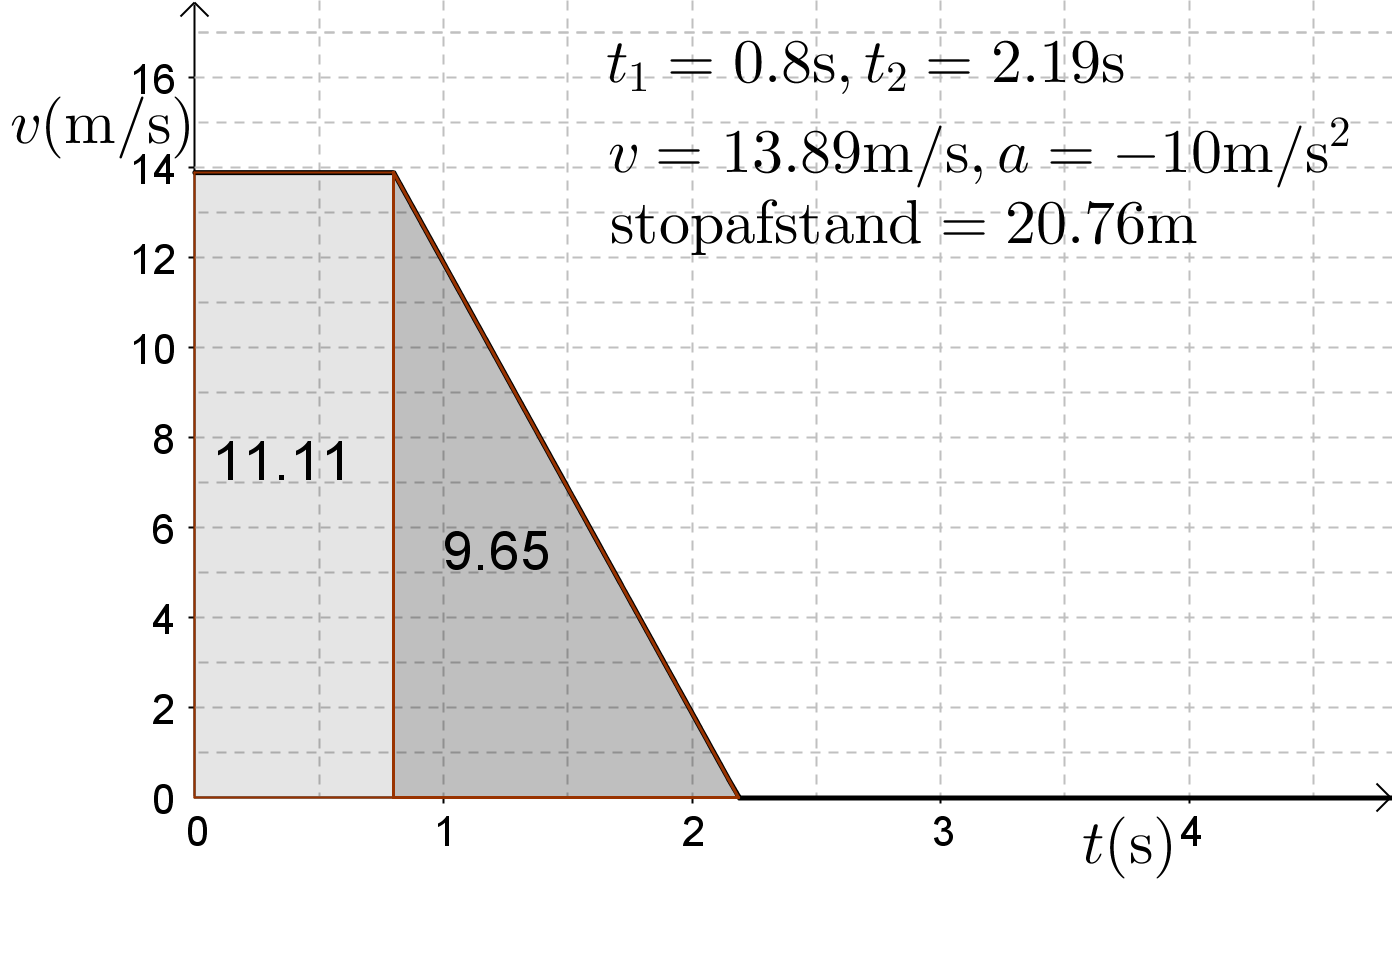 t₁ = 0.8s, t₂ = 2.19s
16
v(m/s)
v = 13.89m/s, a = −10m/s²
14
stopafstand = 20.76m
12
10
8
11.11
6
9.65
4
2
0
0 1 2 3 4
t(s)